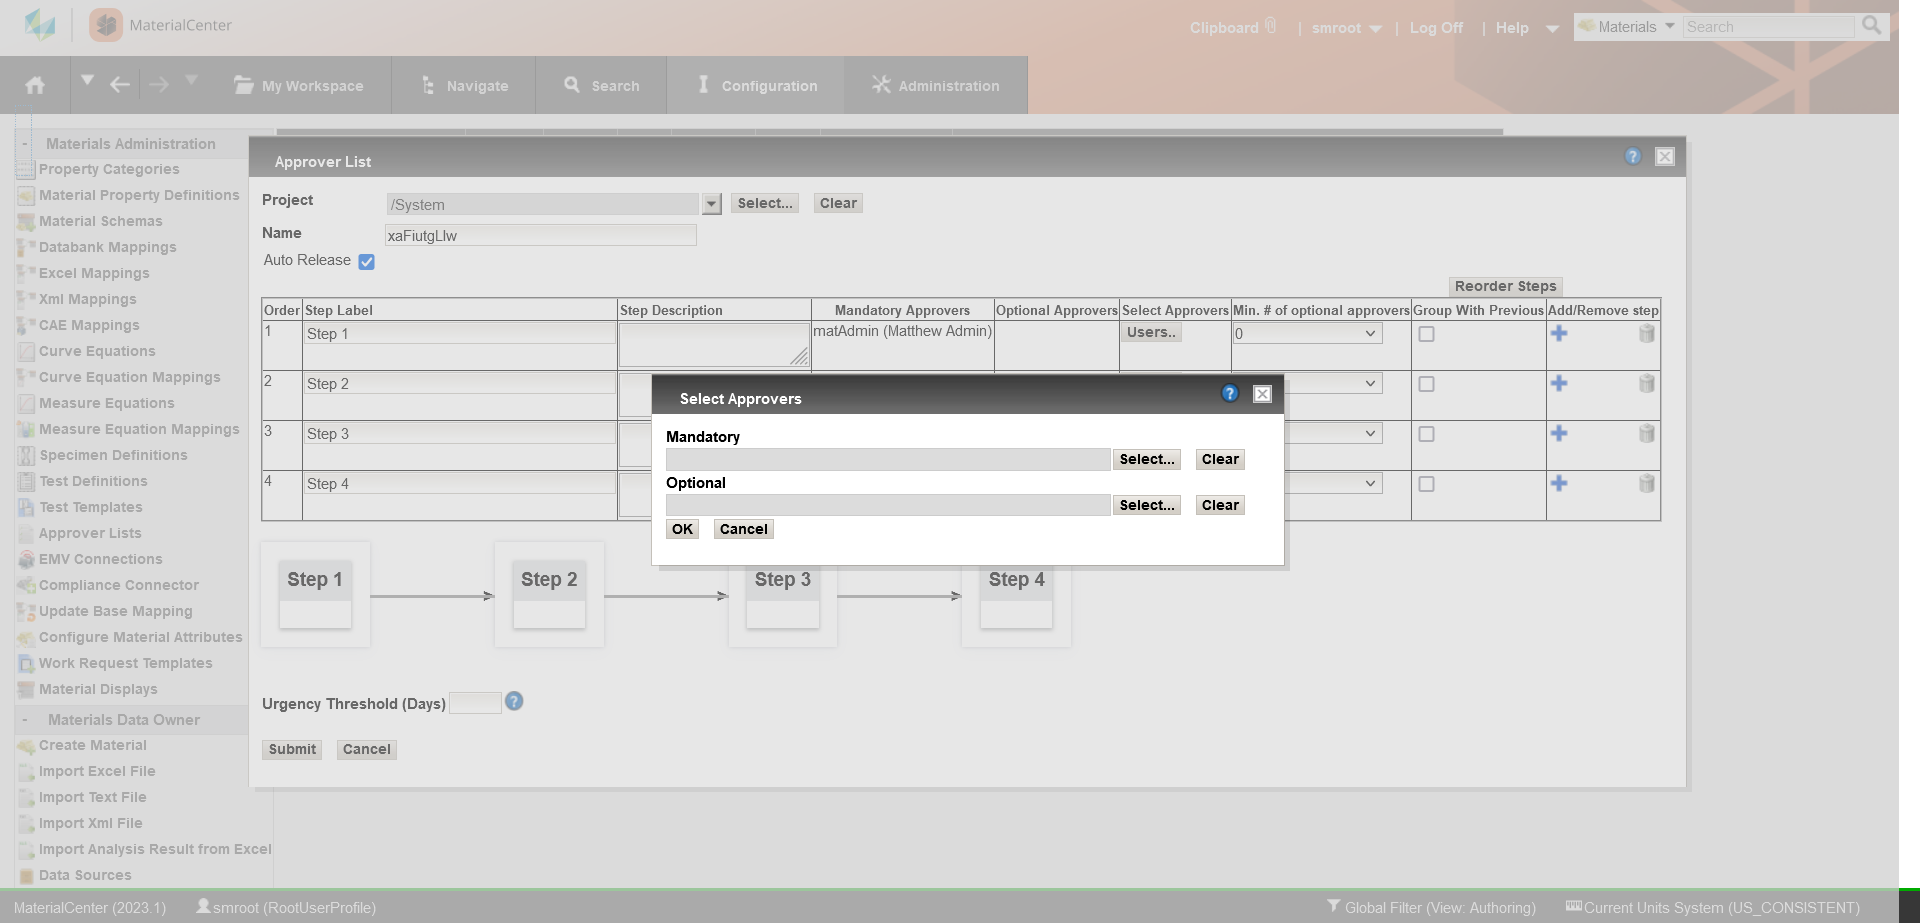 MaterialCenter
Clipboard | smroot | Log Off | Help Materials Search
My Workspace Navigate Search Configuration Administration
- Materials Administration
Property Categories
Material Property Definitions
Material Schemas
Databank Mappings
Excel Mappings
Xml Mappings
CAE Mappings
Curve Equations
Curve Equation Mappings
Measure Equations
Measure Equation Mappings
Specimen Definitions
Test Definitions
Test Templates
Approver Lists
EMV Connections
Compliance Connector
Update Base Mapping
Configure Material Attributes
Work Request Templates
Material Displays
- Materials Data Owner
Create Material
Import Excel File
Import Text File
Import Xml File
Import Analysis Result from Excel
Data Sources
Approver List ?
Project /System Select... Clear
Name xaFiutgLlw
Auto Release
Reorder Steps
Order Step Label Step Description Mandatory Approvers Optional Approvers Select Approvers Min. # of optional approvers Group With Previous Add/Remove step
1 Step 1 matAdmin (Matthew Admin) Users.. 0
2 Step 2
3 Step 3
4 Step 4
Select Approvers ?
Mandatory
Select... Clear
Optional
Select... Clear
OK Cancel
Step 1 Step 2 Step 3 Step 4
Urgency Threshold (Days) ?
Submit Cancel
MaterialCenter (2023.1) smroot (RootUserProfile) Global Filter (View: Authoring) Current Units System (US_CONSISTENT)